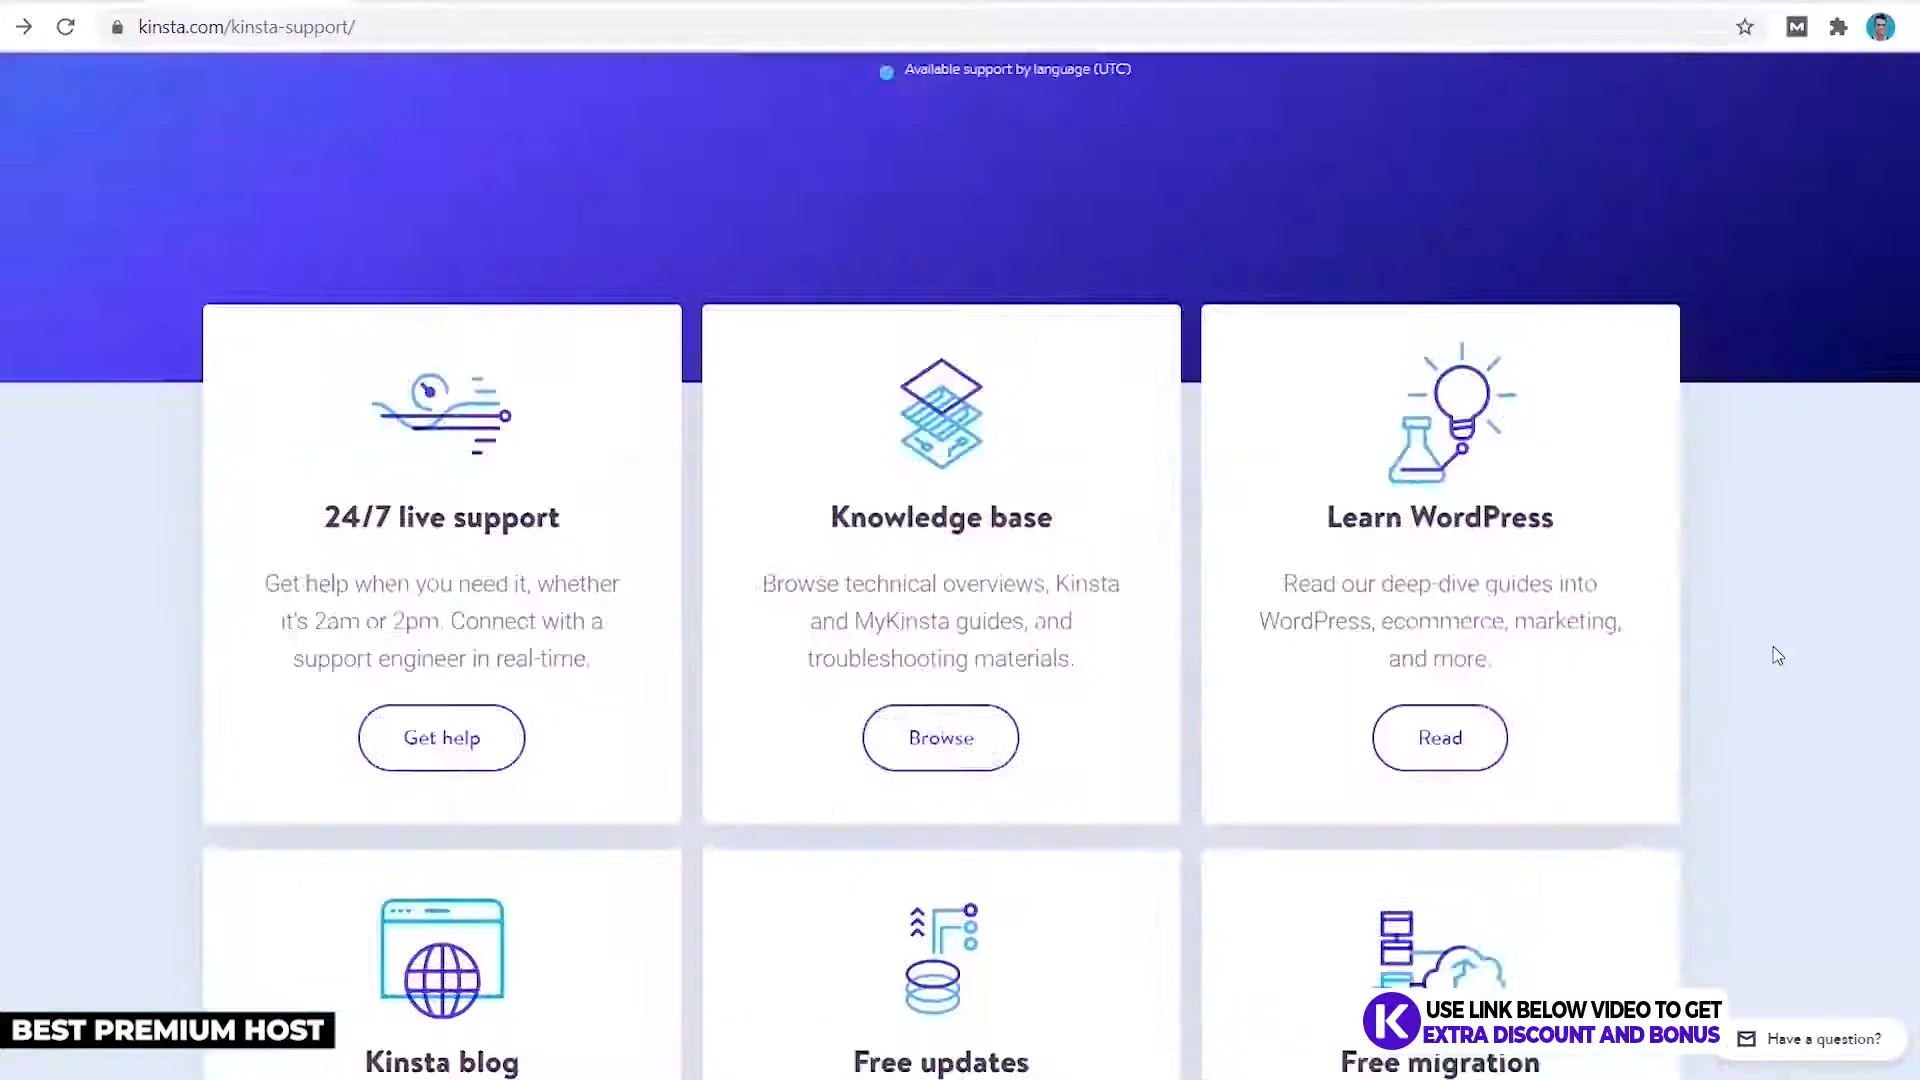 kinsta.com/kinsta-support/
Available support by language (UTC)
24/7 live support
Get help when you need it, whether
it's 2am or 2pm. Connect with a
support engineer in real-time.
Get help
Knowledge base
Browse technical overviews, Kinsta
and MyKinsta guides, and
troubleshooting materials.
Browse
Learn WordPress
Read our deep-dive guides into
WordPress, ecommerce, marketing,
and more.
Read
Kinsta blog
Free updates
Free migration
BEST PREMIUM HOST
K
USE LINK BELOW VIDEO TO GET
EXTRA DISCOUNT AND BONUS
Have a question?